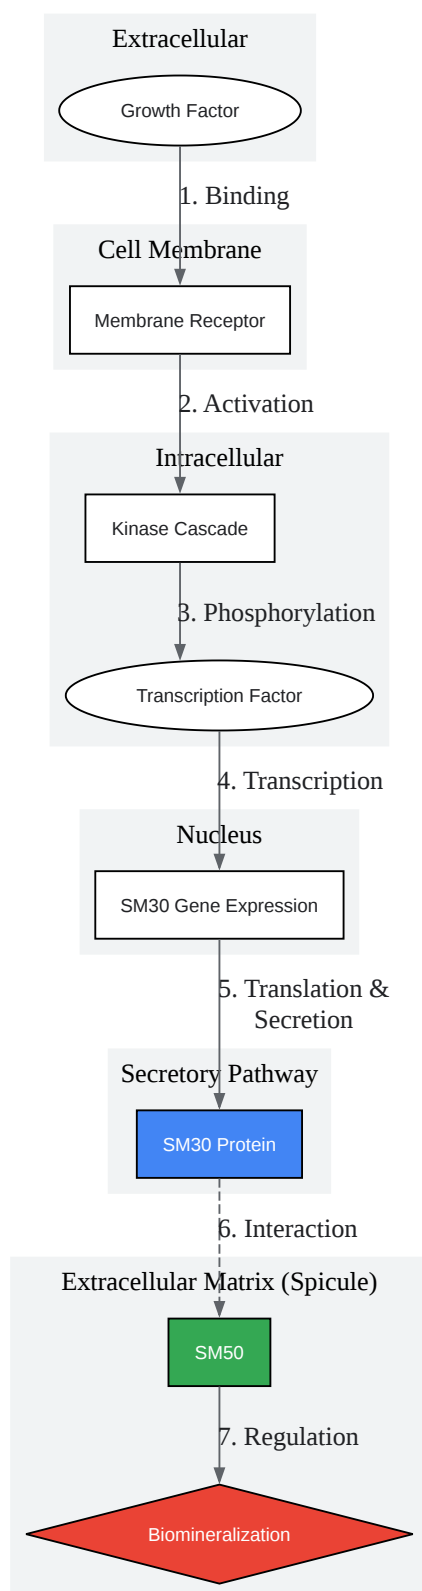 Extracellular
Growth Factor
1. Binding
Cell Membrane
Membrane Receptor
2. Activation
Intracellular
Kinase Cascade
3. Phosphorylation
Transcription Factor
4. Transcription
Nucleus
SM30 Gene Expression
5. Translation &
Secretion
Secretory Pathway
SM30 Protein
6. Interaction
Extracellular Matrix (Spicule)
SM50
7. Regulation
Biomineralization